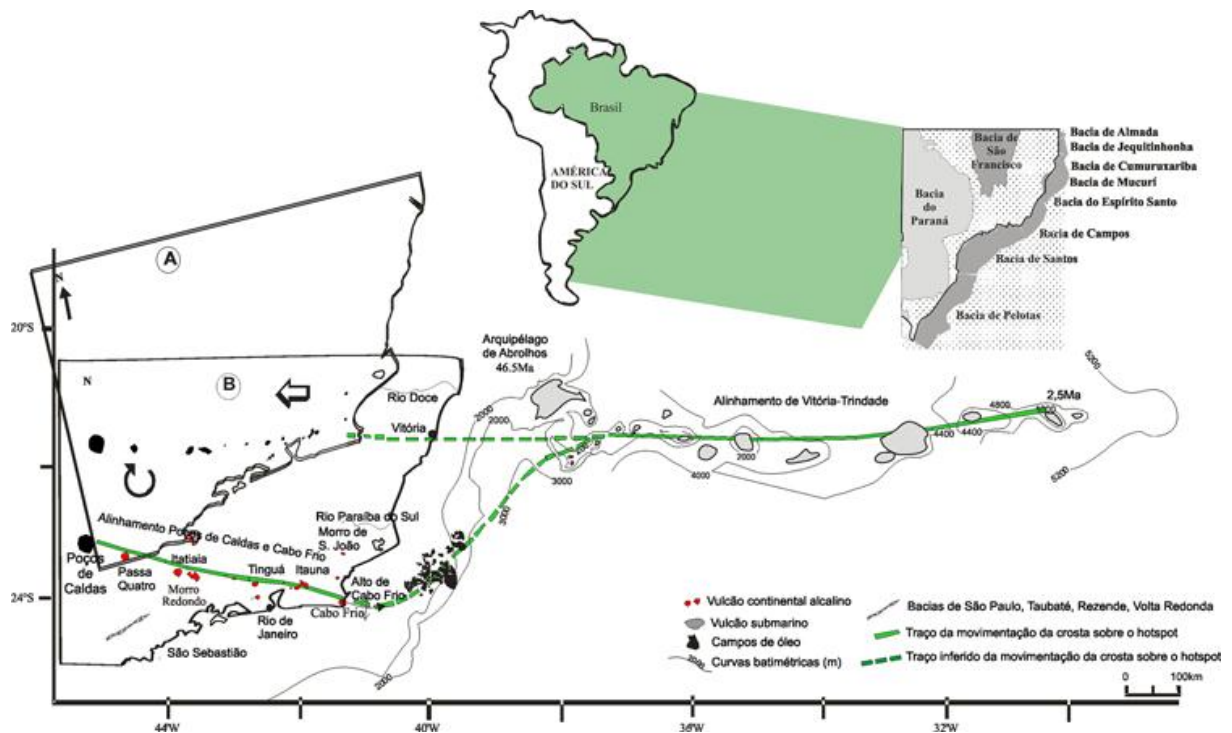 Brasil
AMÉRICA
DO SUL
Bacia de
São
Francisco
Bacia
do
Paraná
Bacia de Almada
Bacia de Jequitinhonha
Bacia de Cumuruxariba
Bacia de Mucuri
Bacia do Espírito Santo
Bacia de Campos
Bacia de Santos
Bacia de Pelotas
A
N
20°S
N
B
Rio Doce
Vitória
Arquipélago
de Abrolhos
46.5Ma
2000
2000
3000
Alinhamento de Vitória-Trindade
2,5Ma
5200
4800
4400
4400
2000
4000
5200
3000
Alinhamento Poços de Caldas e Cabo Frio
Rio Paraíba do Sul
Morro de
S. João
Poços
de
Caldas
Passa
Quatro
Itatiaia
Morro
Redondo
Tinguá
Itauna
Alto de
Cabo Frio
Cabo Frio
24°S
Rio de
Janeiro
São Sebastião
2000
Vulcão continental alcalino
Vulcão submarino
Campos de óleo
Curvas batimétricas (m)
Bacias de São Paulo, Taubaté, Rezende, Volta Redonda
Traço da movimentação da crosta sobre o hotspot
Traço inferido da movimentação da crosta sobre o hotspot
0 100km
44°W 40°W 36°W 32°W